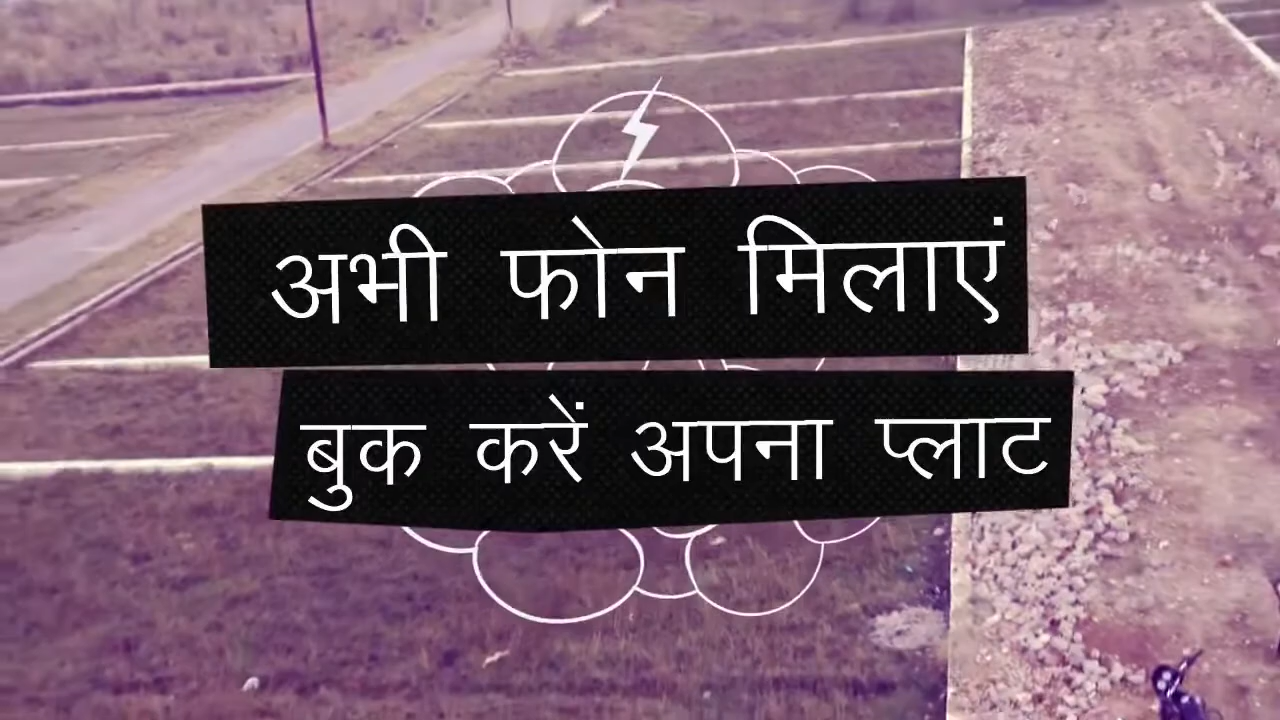 अभी फोन मिलाएं
बुक करें अपना प्लाट